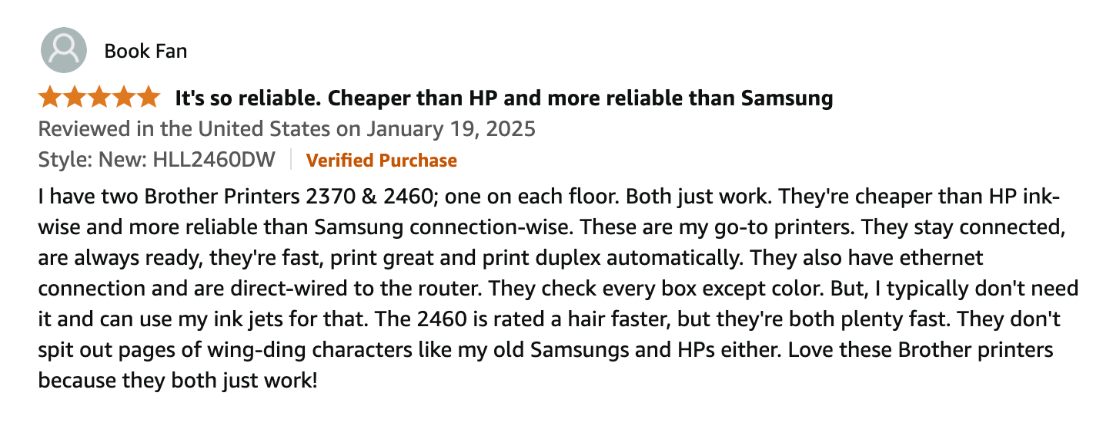 Book Fan
It's so reliable. Cheaper than HP and more reliable than Samsung
Reviewed in the United States on January 19, 2025
Style: New: HLL2460DW | Verified Purchase
I have two Brother Printers 2370 & 2460; one on each floor. Both just work. They're cheaper than HP ink-
wise and more reliable than Samsung connection-wise. These are my go-to printers. They stay connected,
are always ready, they're fast, print great and print duplex automatically. They also have ethernet
connection and are direct-wired to the router. They check every box except color. But, I typically don't need
it and can use my ink jets for that. The 2460 is rated a hair faster, but they're both plenty fast. They don't
spit out pages of wing-ding characters like my old Samsungs and HPs either. Love these Brother printers
because they both just work!